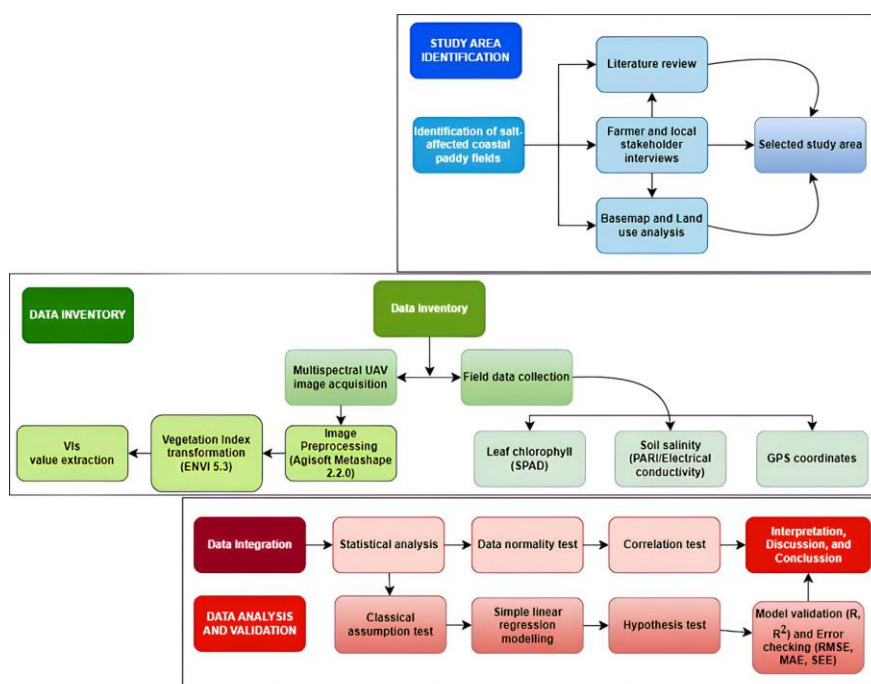 STUDY AREA
IDENTIFICATION
Literature review
Identification of salt-
affected coastal
paddy fields
Farmer and local
stakeholder
interviews
Selected study area
Basemap and Land
use analysis
DATA INVENTORY
Data Inventory
Multispectral UAV
image acquisition
Field data collection
VIs
value extraction
Vegetation Index
transformation
(ENVI 5.3)
Image
Preprocessing
(Agisoft Metashape
2.2.0)
Leaf chlorophyll
(SPAD)
Soil salinity
(PARI/Electrical
conductivity)
GPS coordinates
Data Integration
Statistical analysis
Data normality test
Correlation test
Interpretation,
Discussion, and
Conclussion
DATA ANALYSIS
AND VALIDATION
Classical
assumption test
Simple linear
regression
modelling
Hypothesis test
Model validation (R,
R²) and Error
checking (RMSE,
MAE, SEE)